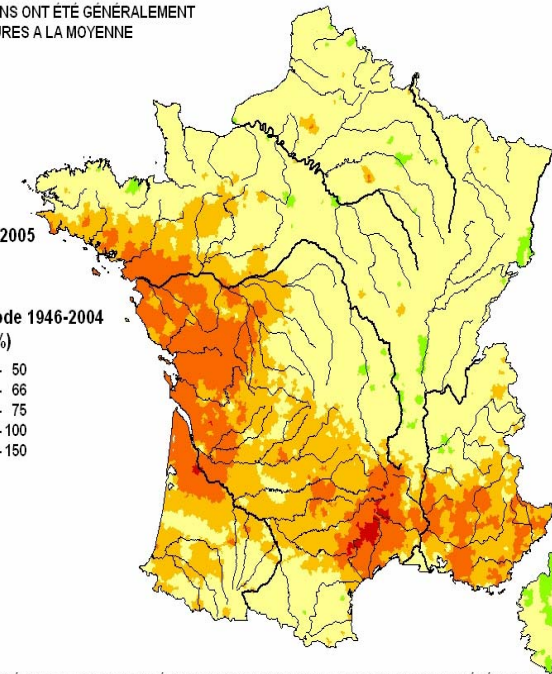 NS ONT ÉTÉ GÉNÉRALEMENT
URES A LA MOYENNE
2005
ode 1946-2004
%)
- 50
- 66
- 75
- 100
- 150